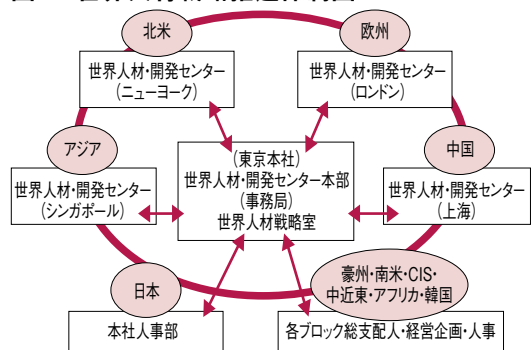 北米
欧州
世界人材・開発センター
(ニューヨーク)
世界人材・開発センター
(ロンドン)
アジア
中国
(東京本社)
世界人材・開発センター本部
(事務局)
世界人材戦略室
世界人材・開発センター
(シンガポール)
世界人材・開発センター
(上海)
日本
豪州・南米・CIS・
中近東・アフリカ・韓国
本社人事部
各ブロック総支配人・経営企画・人事